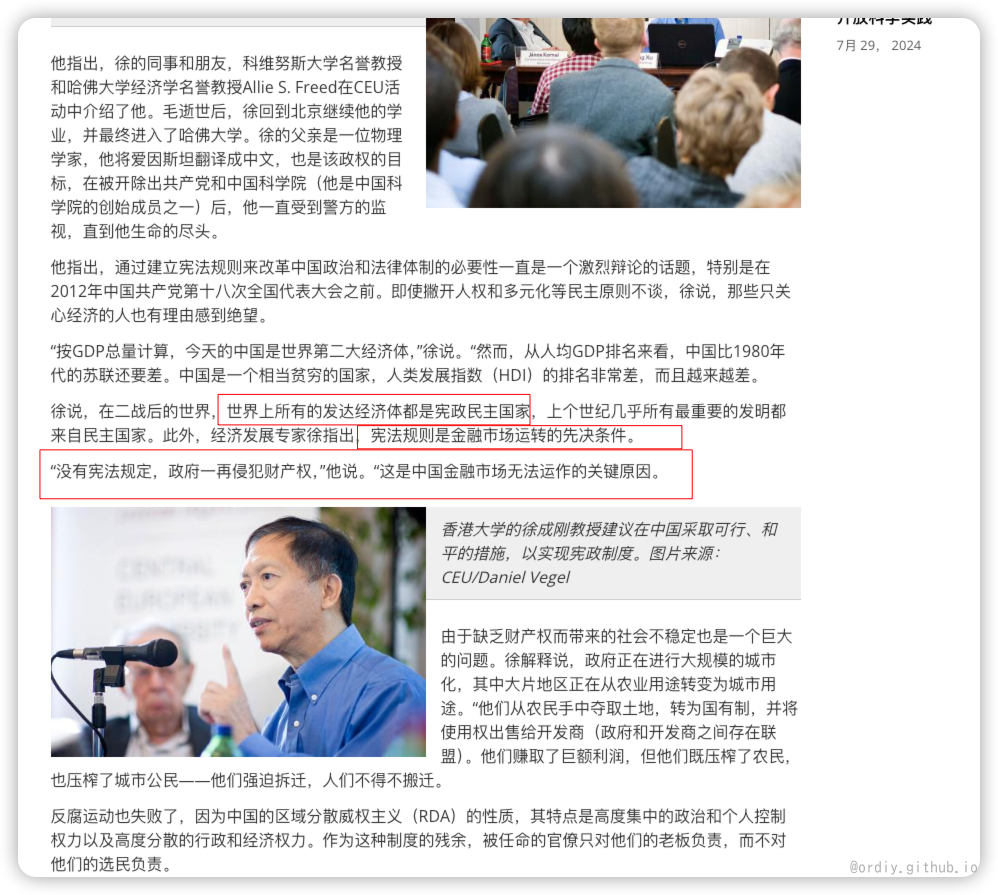 开放科学实践
7月 29， 2024
János Kornai
他指出，徐的同事和朋友，科维努斯大学名誉教授
和哈佛大学经济学名誉教授Allie S. Freed在CEU活
动中介绍了他。毛逝世后，徐回到北京继续他的学
业，并最终进入了哈佛大学。徐的父亲是一位物理
学家，他将爱因斯坦翻译成中文，也是该政权的目
标，在被开除出共产党和中国科学院（他是中国科
学院的创始成员之一）后，他一直受到警方的监
视，直到他生命的尽头。
他指出，通过建立宪法规则来改革中国政治和法律体制的必要性一直是一个激烈辩论的话题，特别是在
2012年中国共产党第十八次全国代表大会之前。即使撇开人权和多元化等民主原则不谈，徐说，那些只关
心经济的人也有理由感到绝望。
“按GDP总量计算，今天的中国是世界第二大经济体，”徐说。“然而，从人均GDP排名来看，中国比1980年
代的苏联还要差。中国是一个相当贫穷的国家，人类发展指数（HDI）的排名非常差，而且越来越差。
徐说，在二战后的世界，世界上所有的发达经济体都是宪政民主国家，上个世纪几乎所有最重要的发明都
来自民主国家。此外，经济发展专家徐指出，宪法规则是金融市场运转的先决条件。
“没有宪法规定，政府一再侵犯财产权，”他说。“这是中国金融市场无法运作的关键原因。
CENTRAL
EUROPEAN
香港大学的徐成刚教授建议在中国采取可行、和
平的措施，以实现宪政制度。图片来源：
CEU/Daniel Vegel
由于缺乏财产权而带来的社会不稳定也是一个巨大
的问题。徐解释说，政府正在进行大规模的城市
化，其中大片地区正在从农业用途转变为城市用
途。“他们从农民手中夺取土地，转为国有制，并将
使用权出售给开发商（政府和开发商之间存在联
盟）。他们赚取了巨额利润，但他们既压榨了农民，
也压榨了城市公民——他们强迫拆迁，人们不得不搬迁。
反腐运动也失败了，因为中国的区域分散威权主义（RDA）的性质，其特点是高度集中的政治和个人控制
权力以及高度分散的行政和经济权力。作为这种制度的残余，被任命的官僚只对他们的老板负责，而不对
他们的选民负责。
@ordiy.github.io